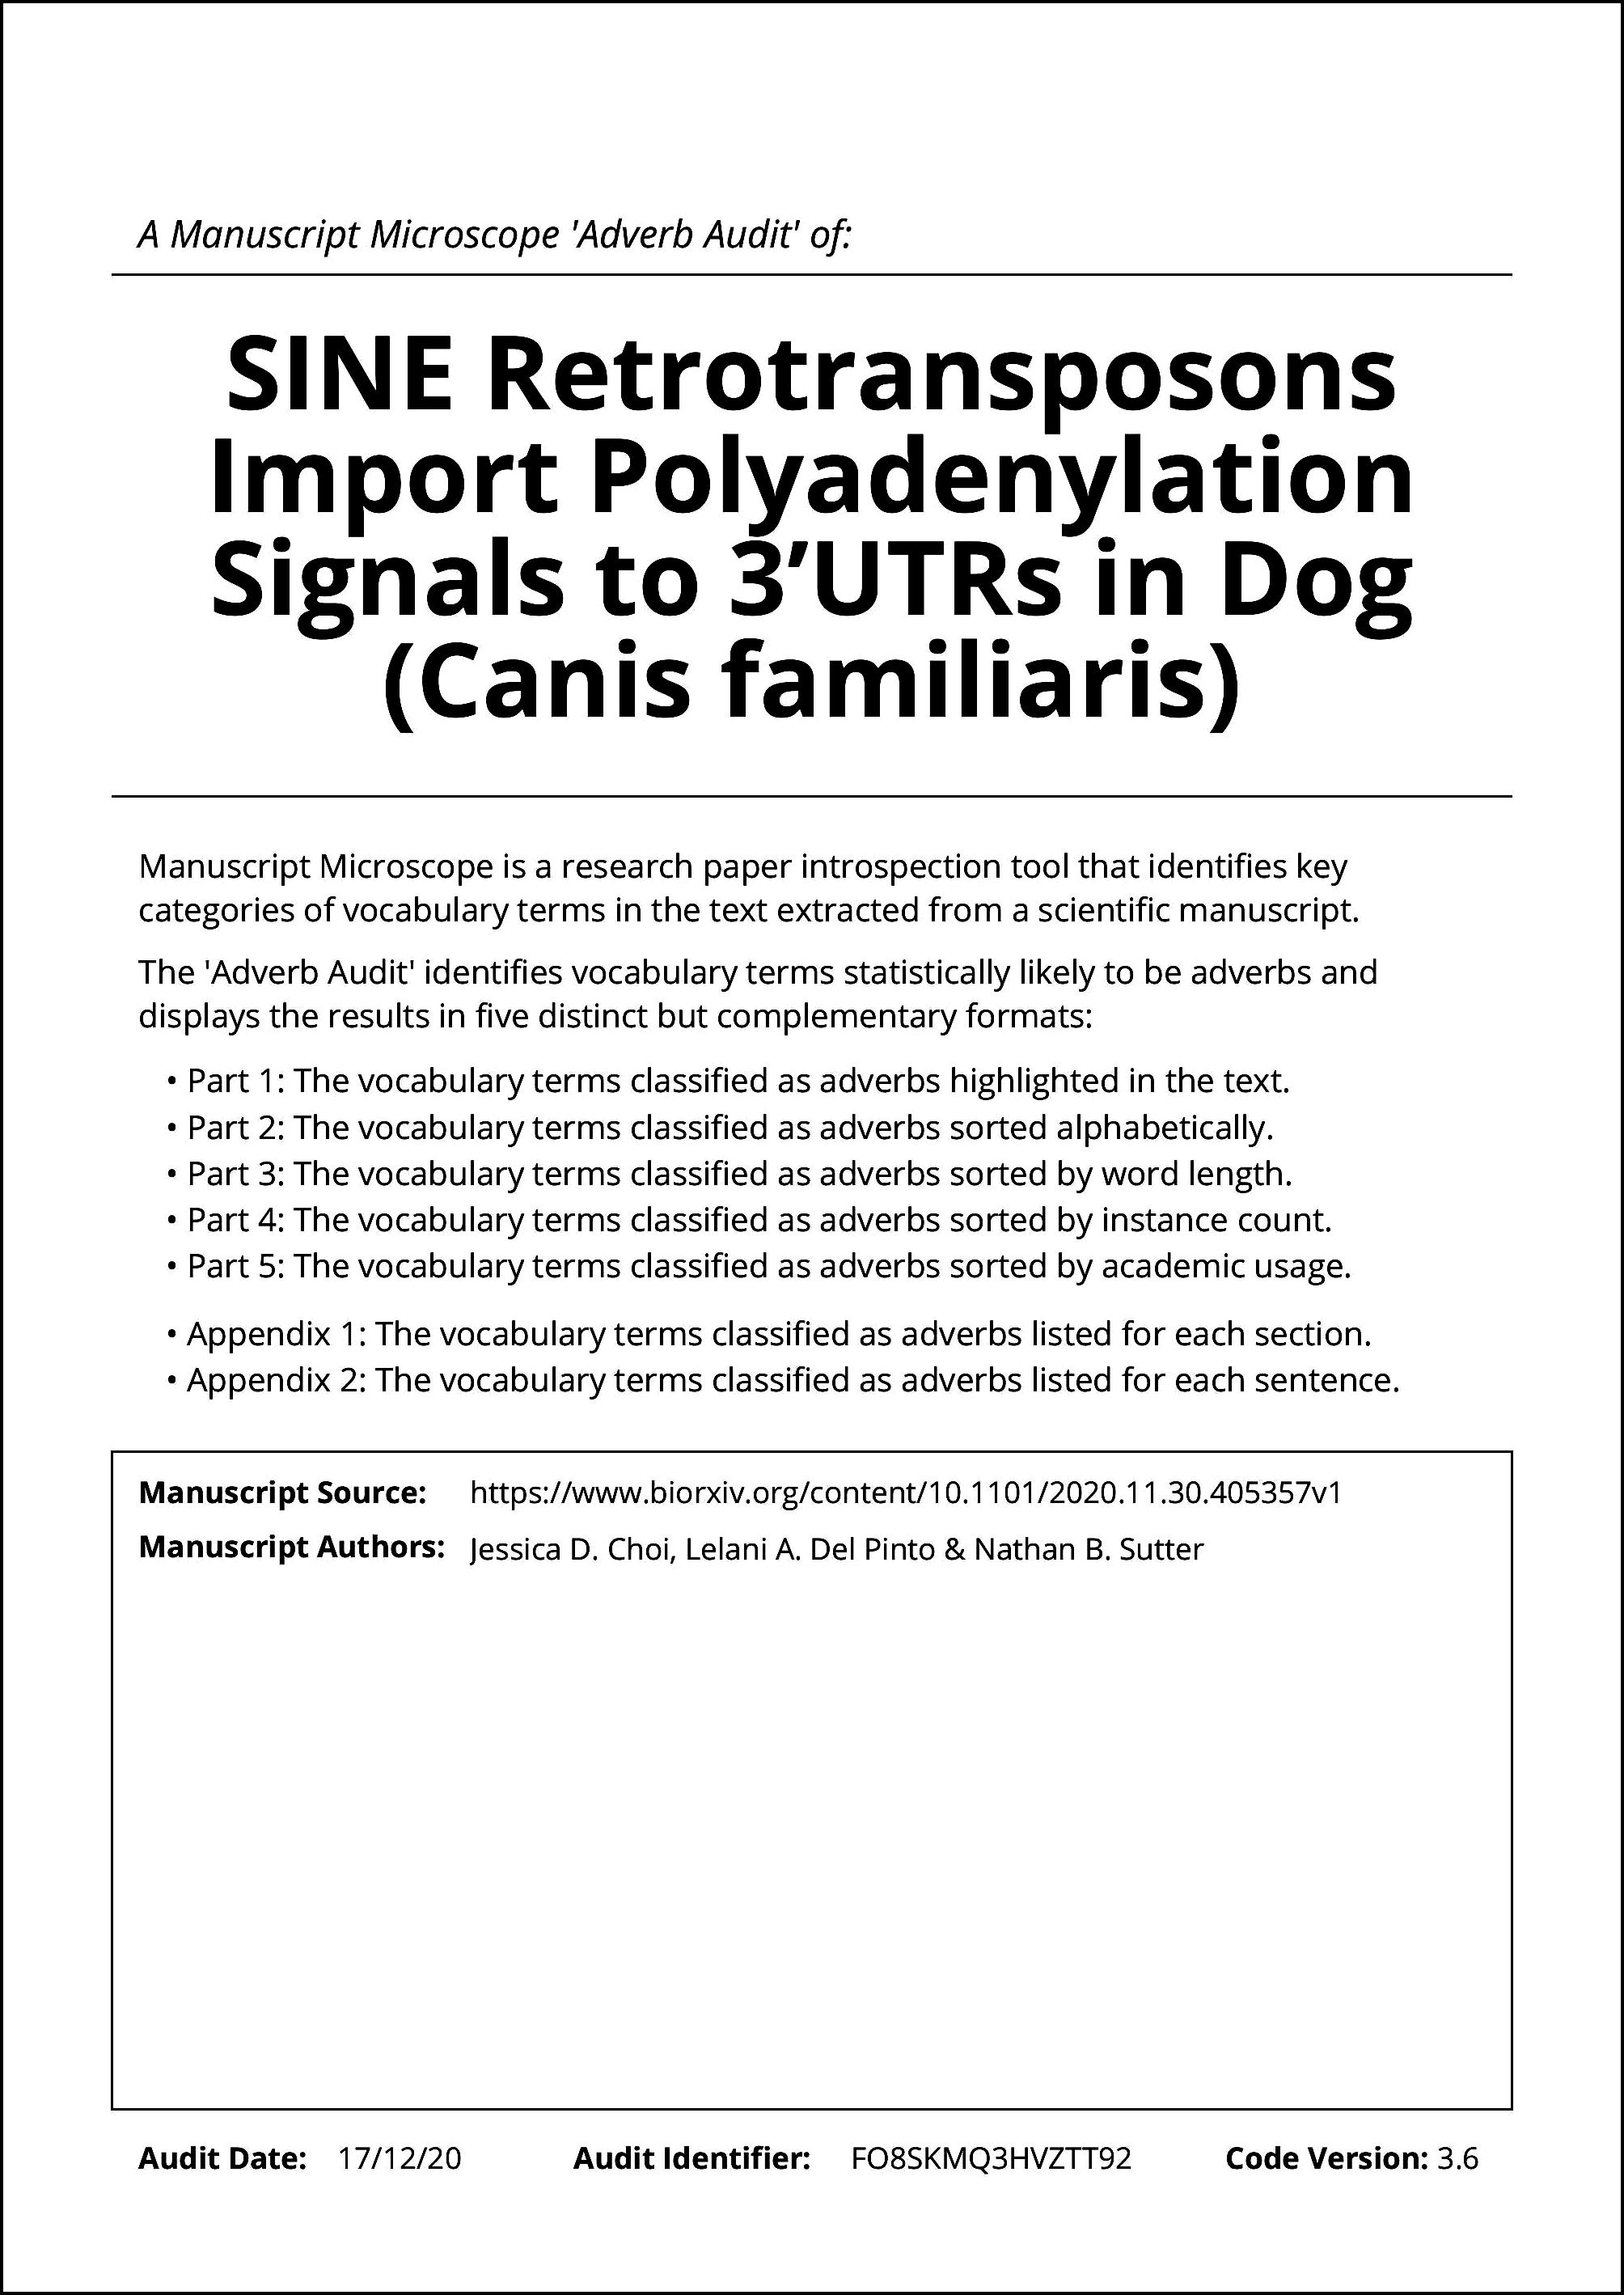 A Manuscript Microscope 'Adverb Audit' of:
SINE Retrotransposons
Import Polyadenylation
Signals to 3’UTRs in Dog
(Canis familiaris)
Manuscript Microscope is a research paper introspection tool that identifies key
categories of vocabulary terms in the text extracted from a scientific manuscript.
The 'Adverb Audit' identifies vocabulary terms statistically likely to be adverbs and
displays the results in five distinct but complementary formats:
• Part 1: The vocabulary terms classified as adverbs highlighted in the text.
• Part 2: The vocabulary terms classified as adverbs sorted alphabetically.
• Part 3: The vocabulary terms classified as adverbs sorted by word length.
• Part 4: The vocabulary terms classified as adverbs sorted by instance count.
• Part 5: The vocabulary terms classified as adverbs sorted by academic usage.
• Appendix 1: The vocabulary terms classified as adverbs listed for each section.
• Appendix 2: The vocabulary terms classified as adverbs listed for each sentence.
Manuscript Source: https://www.biorxiv.org/content/10.1101/2020.11.30.405357v1
Manuscript Authors: Jessica D. Choi, Lelani A. Del Pinto & Nathan B. Sutter
Audit Date: 17/12/20 Audit Identifier: FO8SKMQ3HVZTT92 Code Version: 3.6